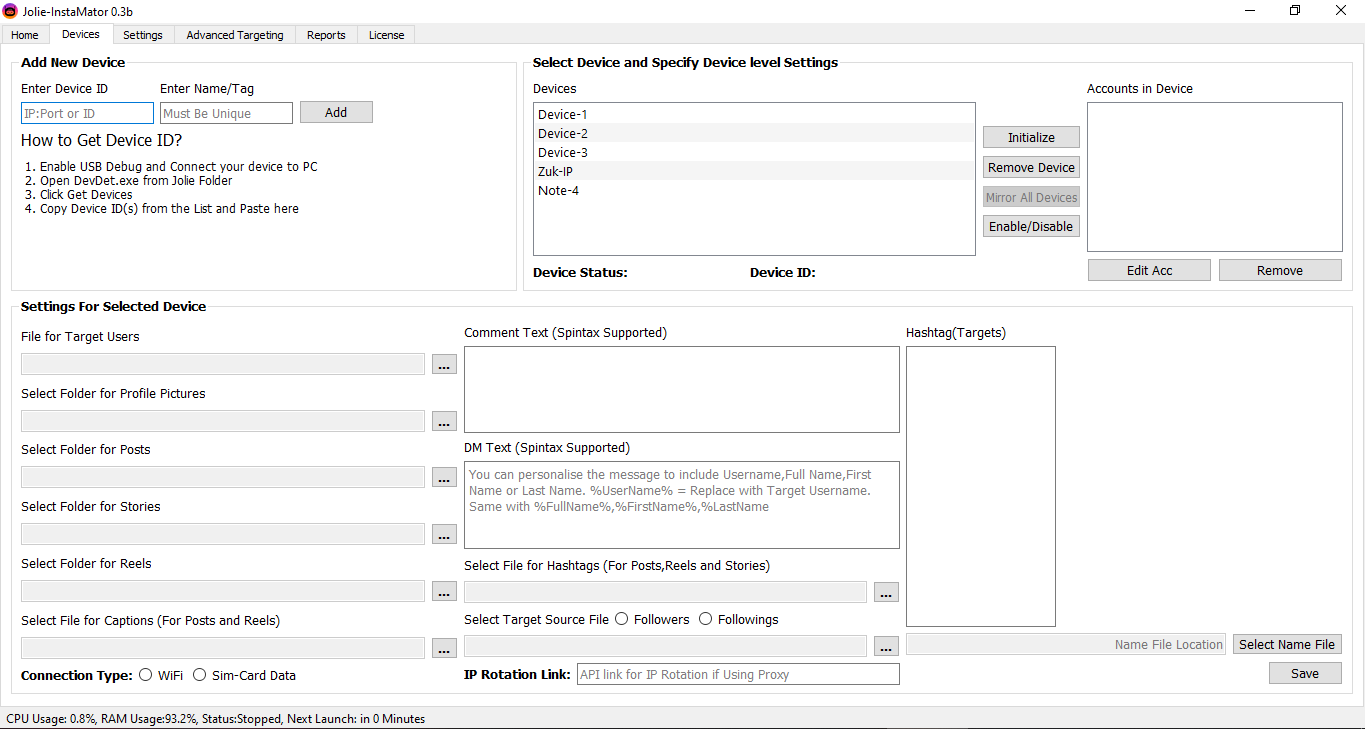 Jolie-InstaMator 0.3b
Home Devices Settings Advanced Targeting Reports License
Add New Device
Enter Device ID Enter Name/Tag
IP:Port or ID Must Be Unique Add
How to Get Device ID?
1. Enable USB Debug and Connect your device to PC
2. Open DevDet.exe from Jolie Folder
3. Click Get Devices
4. Copy Device ID(s) from the List and Paste here
Select Device and Specify Device level Settings
Devices
Device-1
Device-2
Device-3
Zuk-IP
Note-4
Initialize
Remove Device
Mirror All Devices
Enable/Disable
Device Status: Device ID:
Accounts in Device
Edit Acc Remove
Settings For Selected Device
File for Target Users
...
Select Folder for Profile Pictures
...
Select Folder for Posts
...
Select Folder for Stories
...
Select Folder for Reels
...
Select File for Captions (For Posts and Reels)
...
Connection Type: WiFi Sim-Card Data
Comment Text (Spintax Supported)
DM Text (Spintax Supported)
You can personalise the message to include Username,Full Name,First
Name or Last Name. %UserName% = Replace with Target Username.
Same with %FullName%,%FirstName%,%LastName
Select File for Hashtags (For Posts,Reels and Stories)
...
Select Target Source File Followers Followings
...
IP Rotation Link: API link for IP Rotation if Using Proxy
Hashtag(Targets)
Name File Location Select Name File
Save
CPU Usage: 0.8%, RAM Usage:93.2%, Status:Stopped, Next Launch: in 0 Minutes